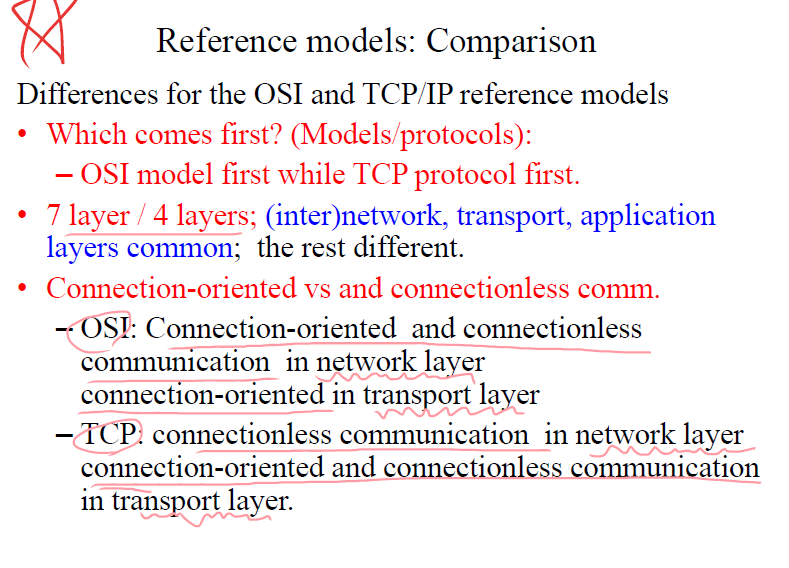 Reference models: Comparison
Differences for the OSI and TCP/IP reference models
• Which comes first? (Models/protocols):
– OSI model first while TCP protocol first.
• 7 layer / 4 layers; (inter)network, transport, application
layers common;  the rest different.
• Connection-oriented vs and connectionless comm.
– OSI: Connection-oriented  and connectionless
communication  in network layer
connection-oriented in transport layer
– TCP: connectionless communication  in network layer
connection-oriented and connectionless communication
in transport layer.